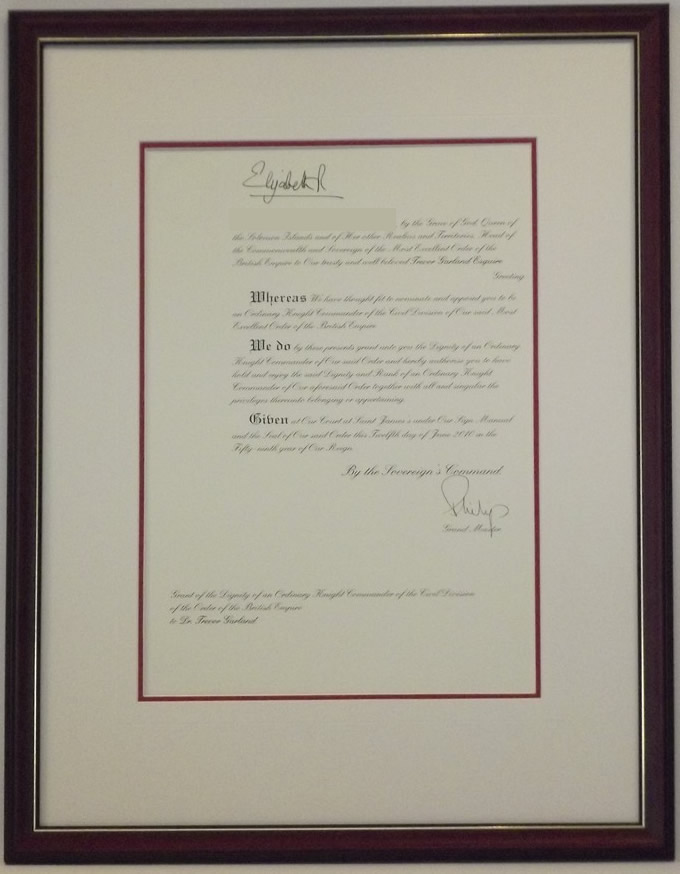 Elizabeth R
by the Grace of God, Queen of
the Solomon Islands and of Her other Realms and Territories, Head of
the Commonwealth and Sovereign of the Most Excellent Order of the
British Empire to Our trusty and well beloved Trevor Garland Esquire
Greeting
Whereas We have thought fit to nominate and appoint you to be
an Ordinary Knight Commander of the Civil Division of Our said Most
Excellent Order of the British Empire
We do by these presents grant unto you the Dignity of an Ordinary
Knight Commander of Our said Order and hereby authorise you to have
hold and enjoy the said Dignity and Rank of an Ordinary Knight
Commander of Our aforesaid Order together with all and singular the
privileges thereunto belonging or appertaining.
Given at Our Court at Saint James's under Our Sign Manual
and the Seal of Our said Order this Twelfth day of June 2010 in the
Fifty-ninth year of Our Reign.
By the Sovereign's Command.
Philip
Grand Master
Grant of the Dignity of an Ordinary Knight Commander of the Civil Division
of the Order of the British Empire
to Dr. Trevor Garland